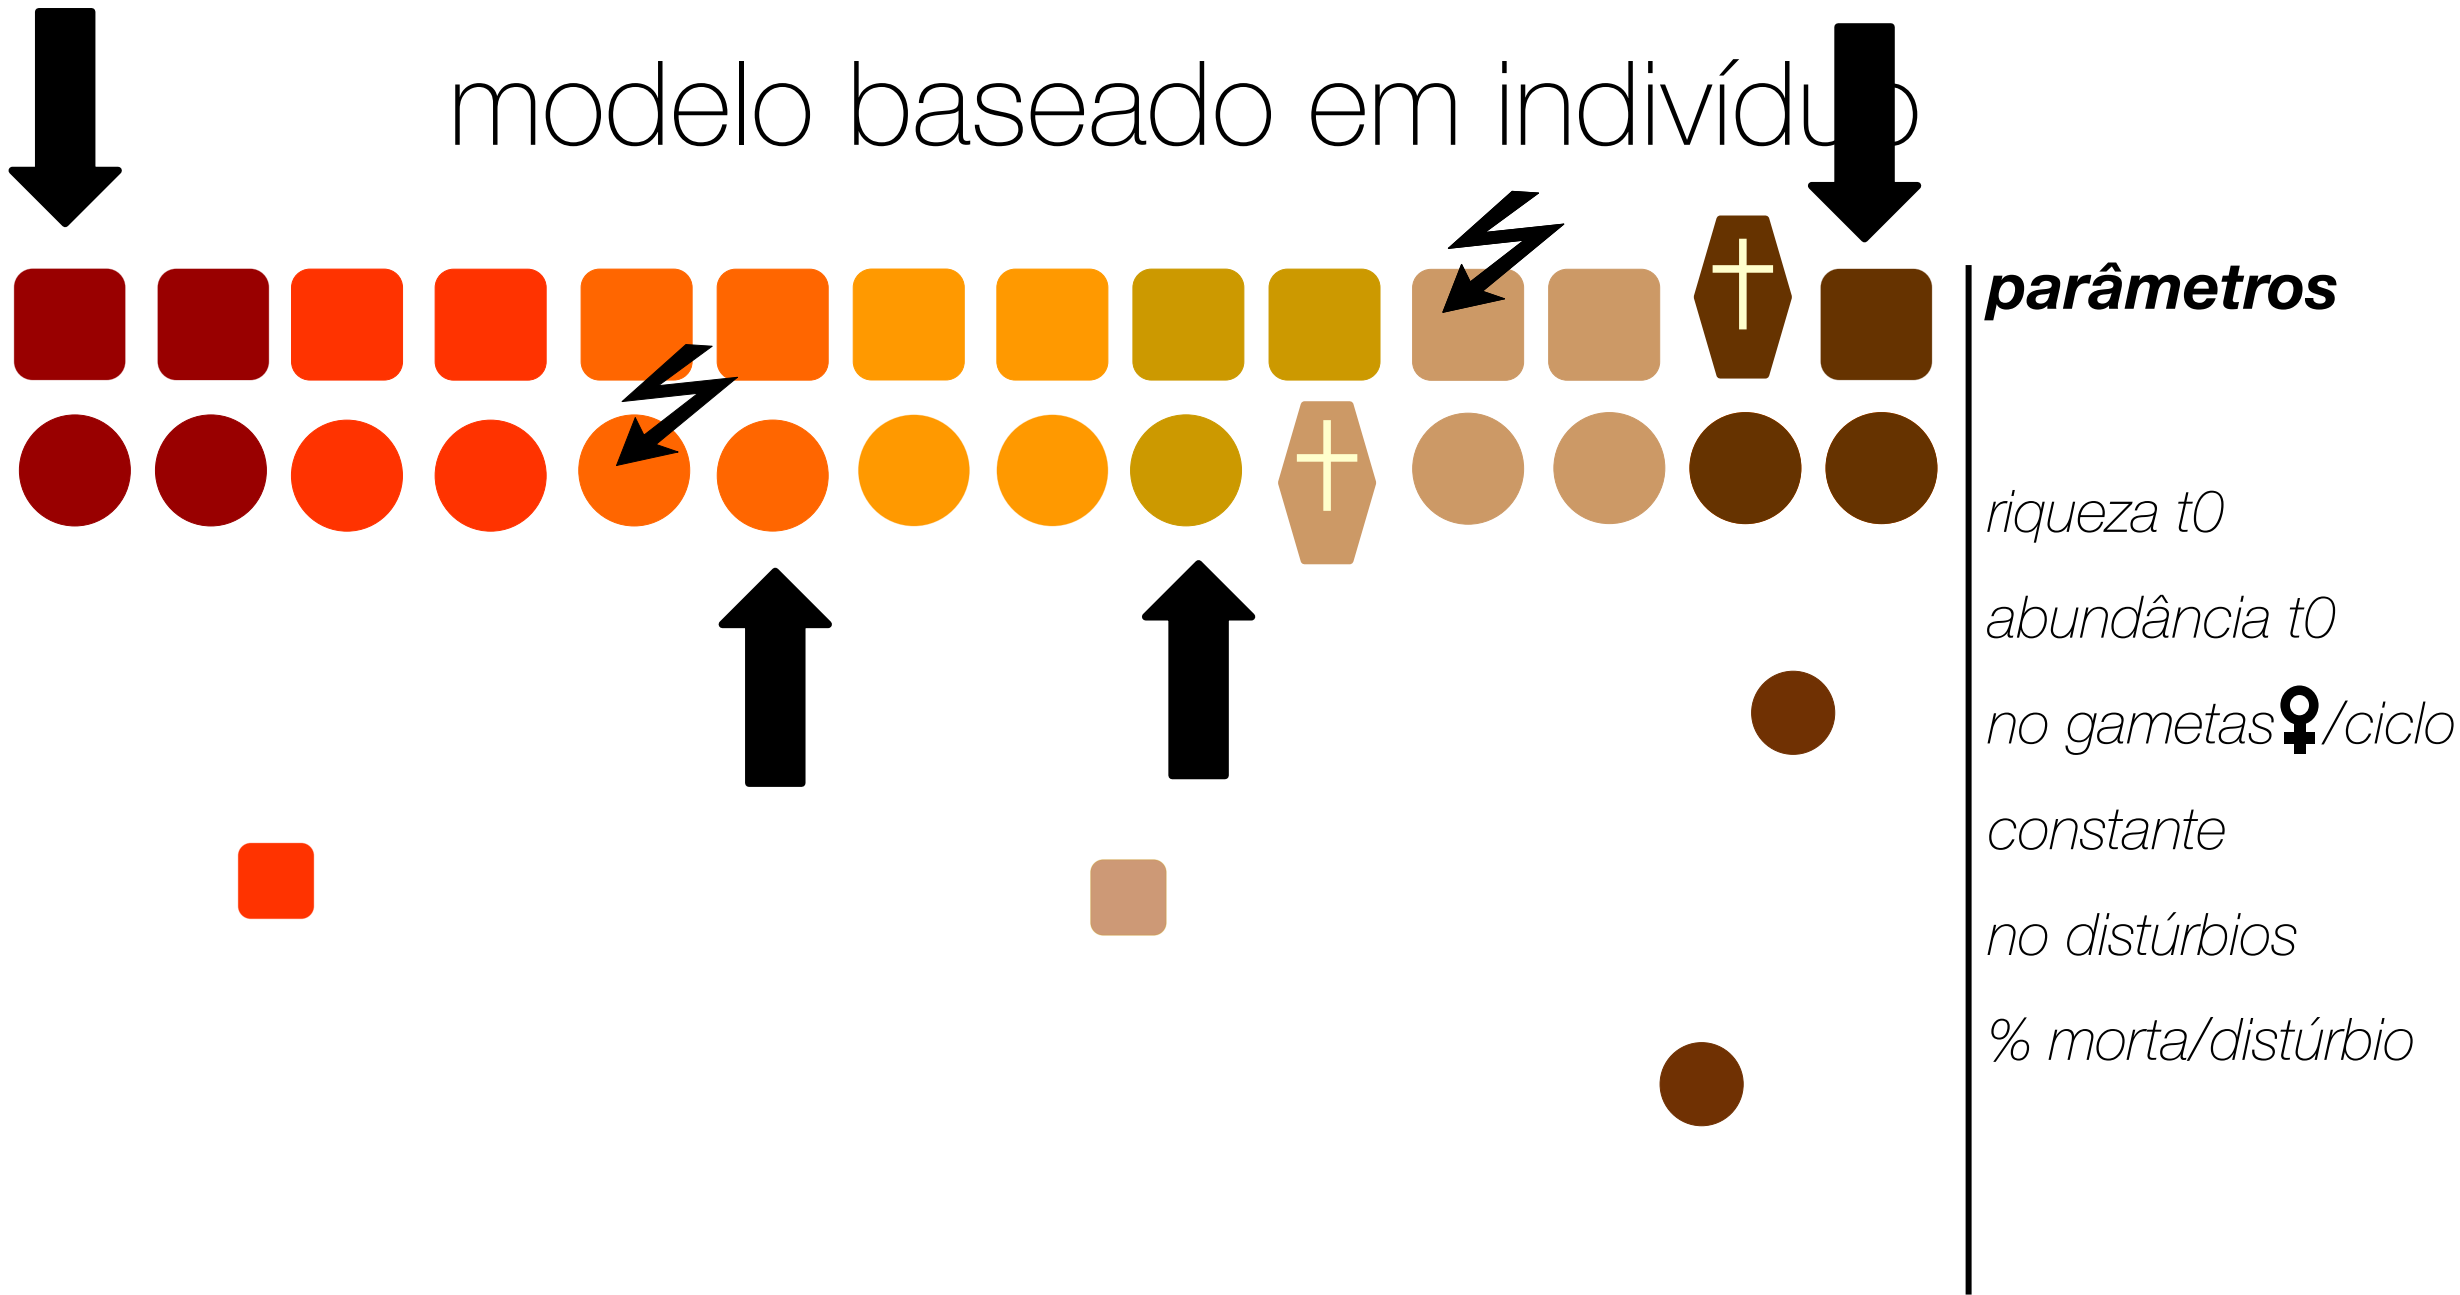 modelo baseado em indivíduo
parâmetros
riqueza t0
abundância t0
no gametas♀/ciclo
constante
no distúrbios
% morta/distúrbio